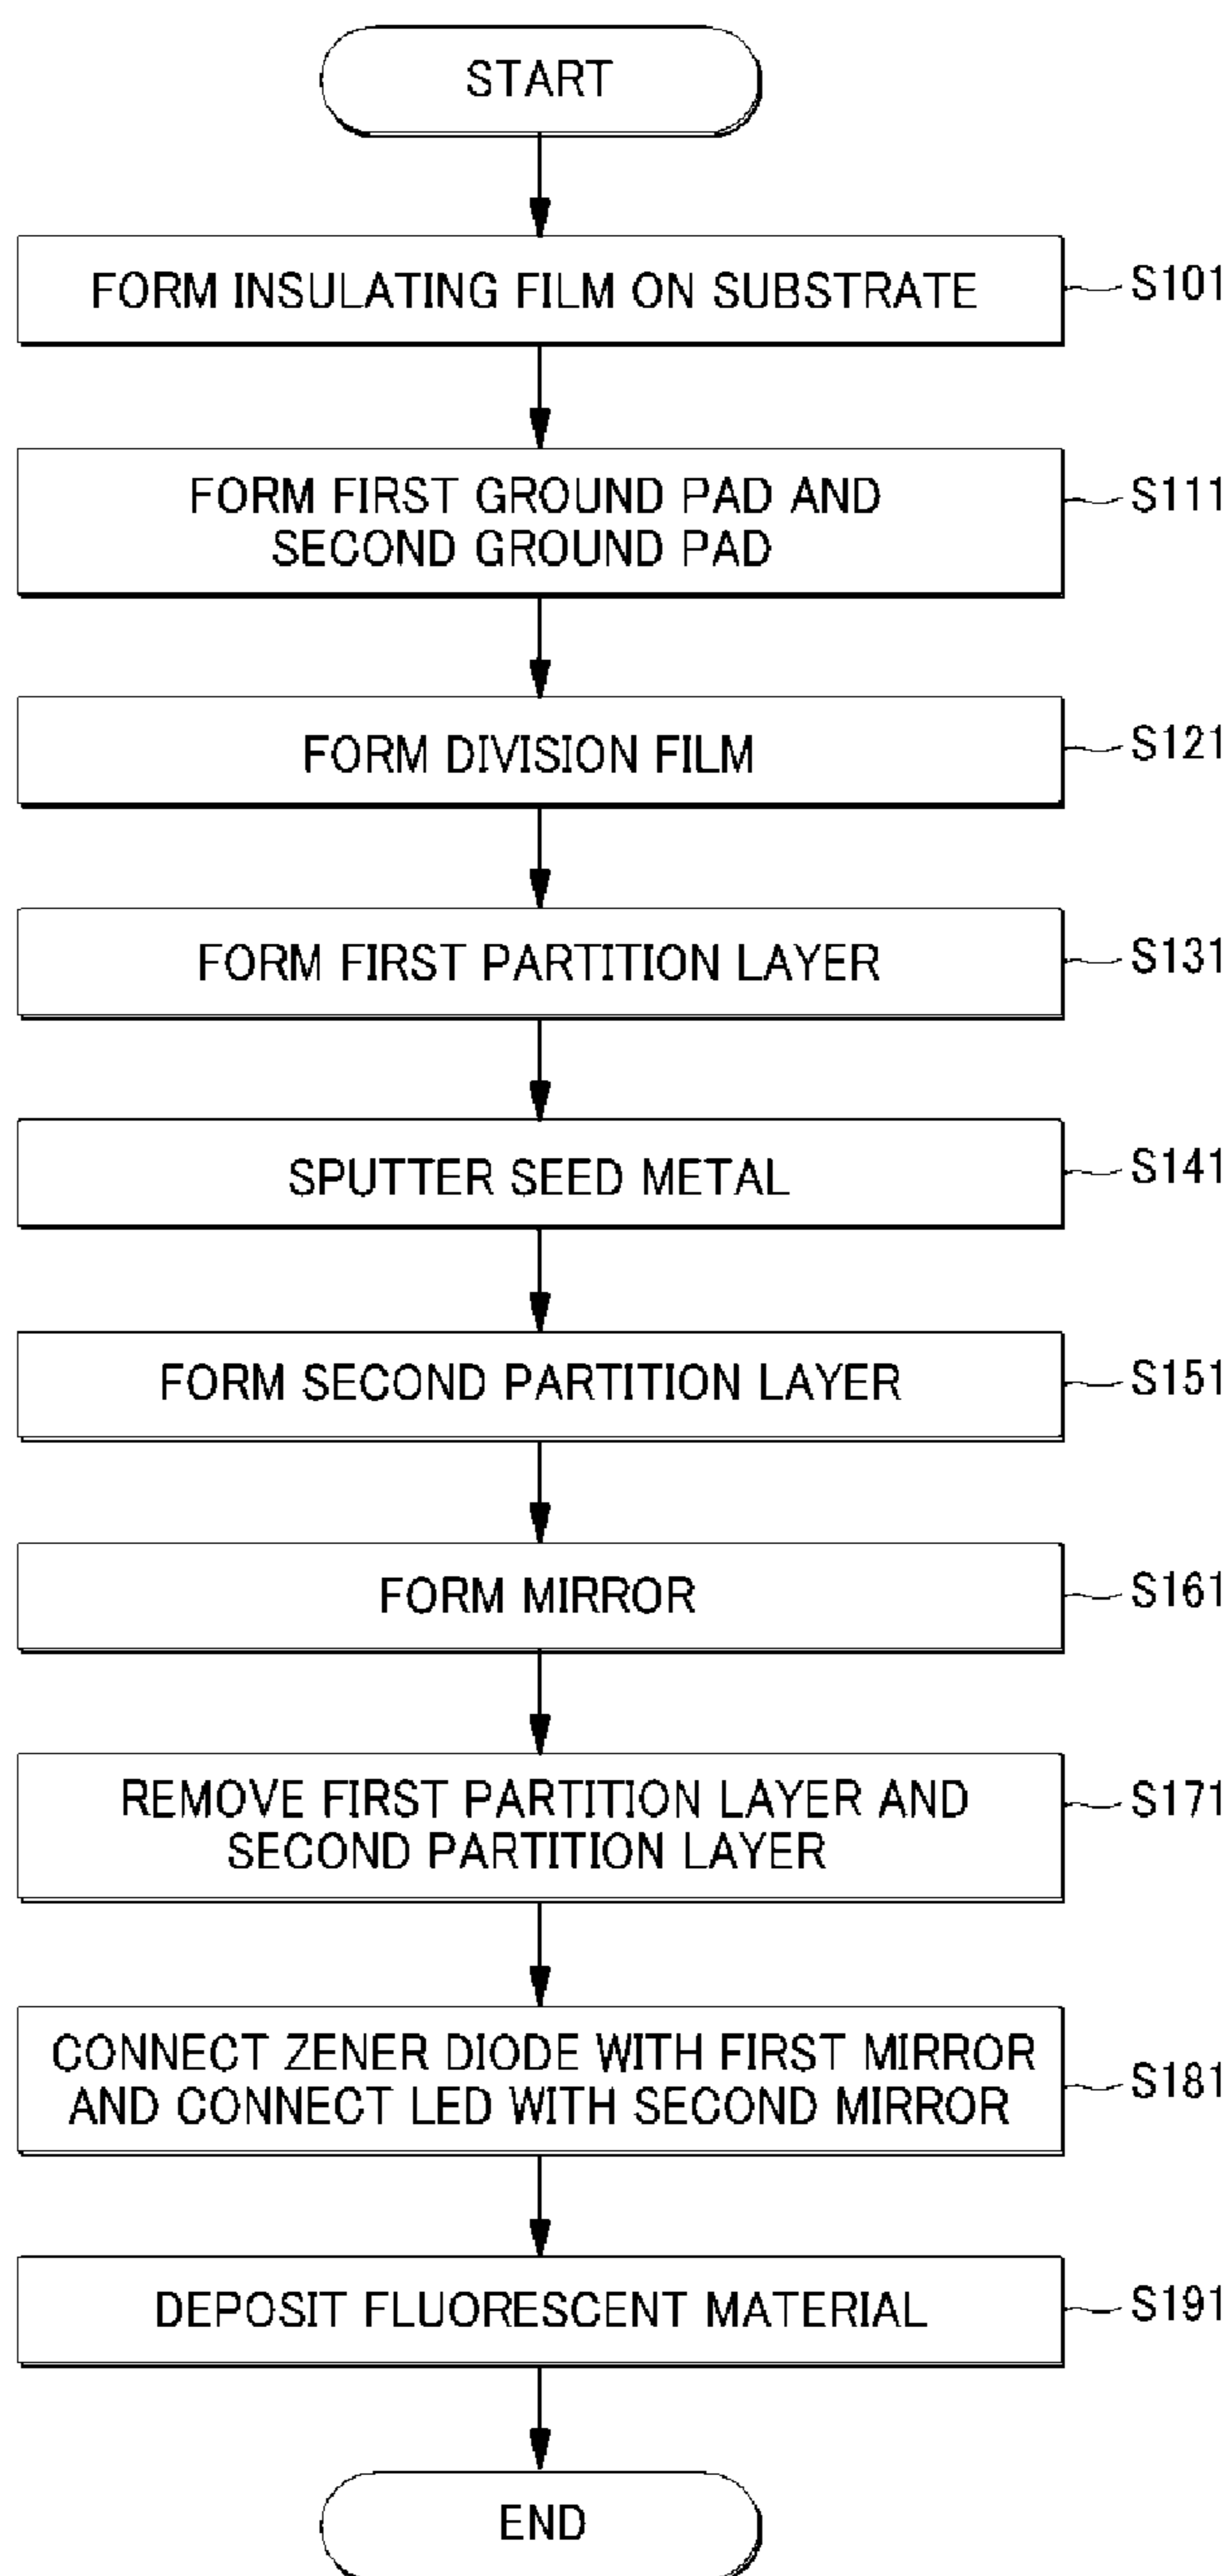 START
FORM INSULATING FILM ON SUBSTRATE
S101
FORM FIRST GROUND PAD AND
SECOND GROUND PAD
S111
FORM DIVISION FILM
S121
FORM FIRST PARTITION LAYER
S131
SPUTTER SEED METAL
S141
FORM SECOND PARTITION LAYER
S151
FORM MIRROR
S161
REMOVE FIRST PARTITION LAYER AND
SECOND PARTITION LAYER
S171
CONNECT ZENER DIODE WITH FIRST MIRROR
AND CONNECT LED WITH SECOND MIRROR
S181
DEPOSIT FLUORESCENT MATERIAL
S191
END